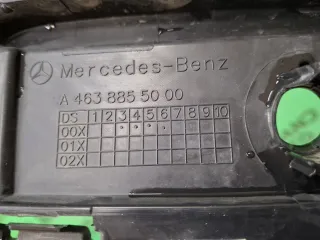 Mercedes-Benz
A 463 885 50 00
DS 1 2 3 4 5 6 7 8 9 10
00X
01X
02X